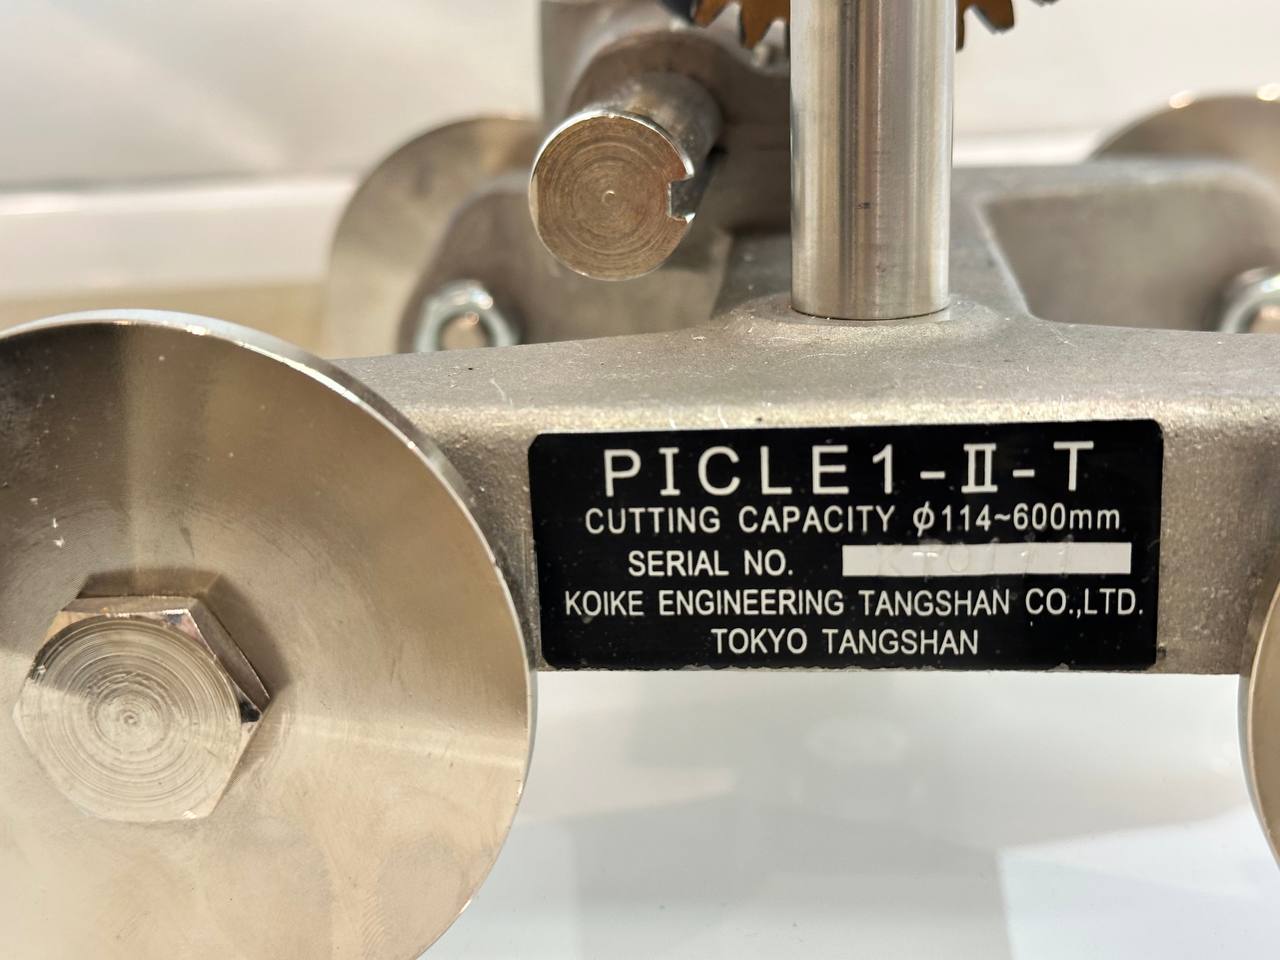 PICLE1-Ⅱ-T
CUTTING CAPACITY ϕ114~600mm
SERIAL NO.
KOIKE ENGINEERING TANGSHAN CO.,LTD.
TOKYO TANGSHAN